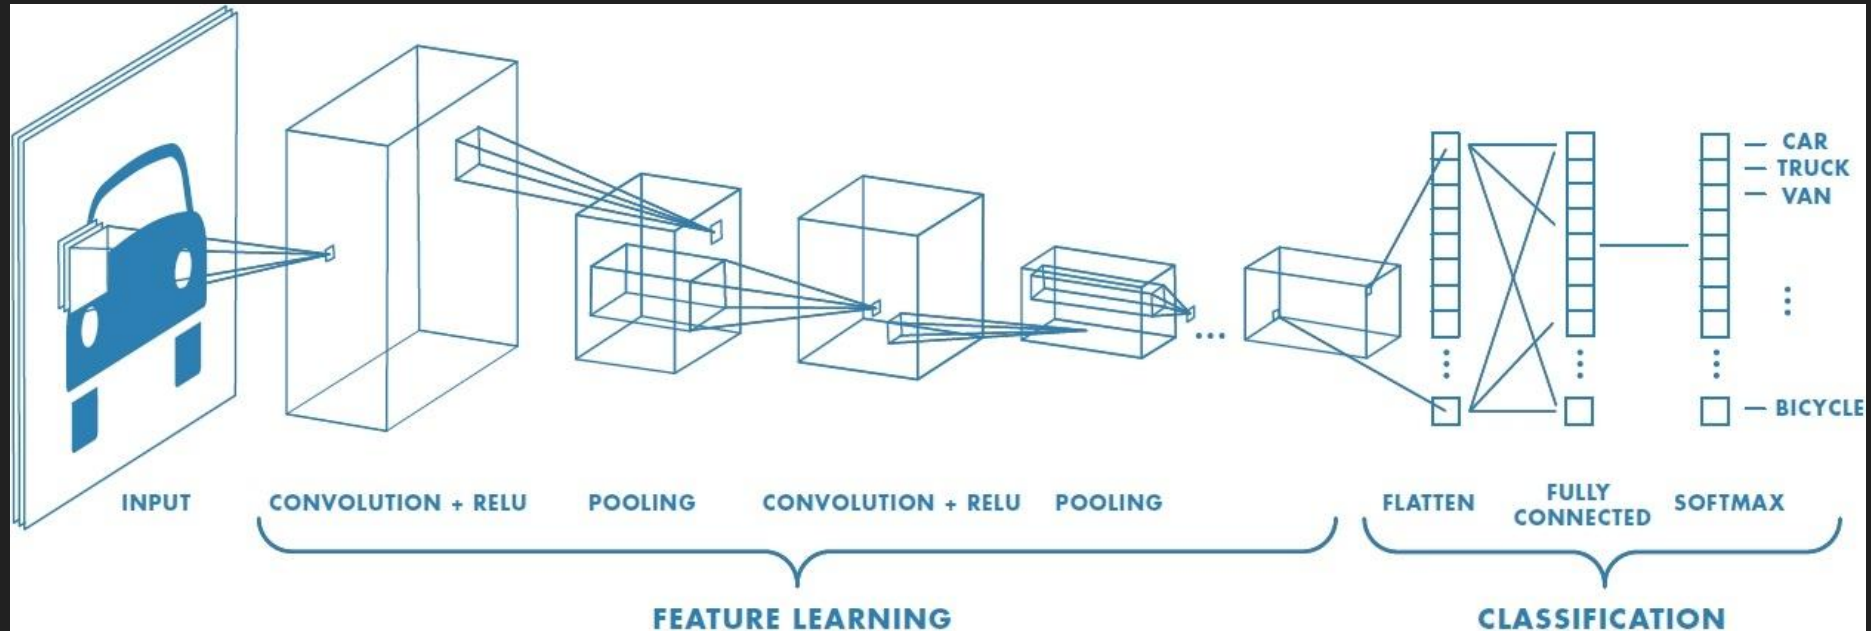 CAR
TRUCK
VAN
BICYCLE
INPUT
CONVOLUTION + RELU
POOLING
CONVOLUTION + RELU
POOLING
FLATTEN
FULLY
CONNECTED
SOFTMAX
FEATURE LEARNING
CLASSIFICATION